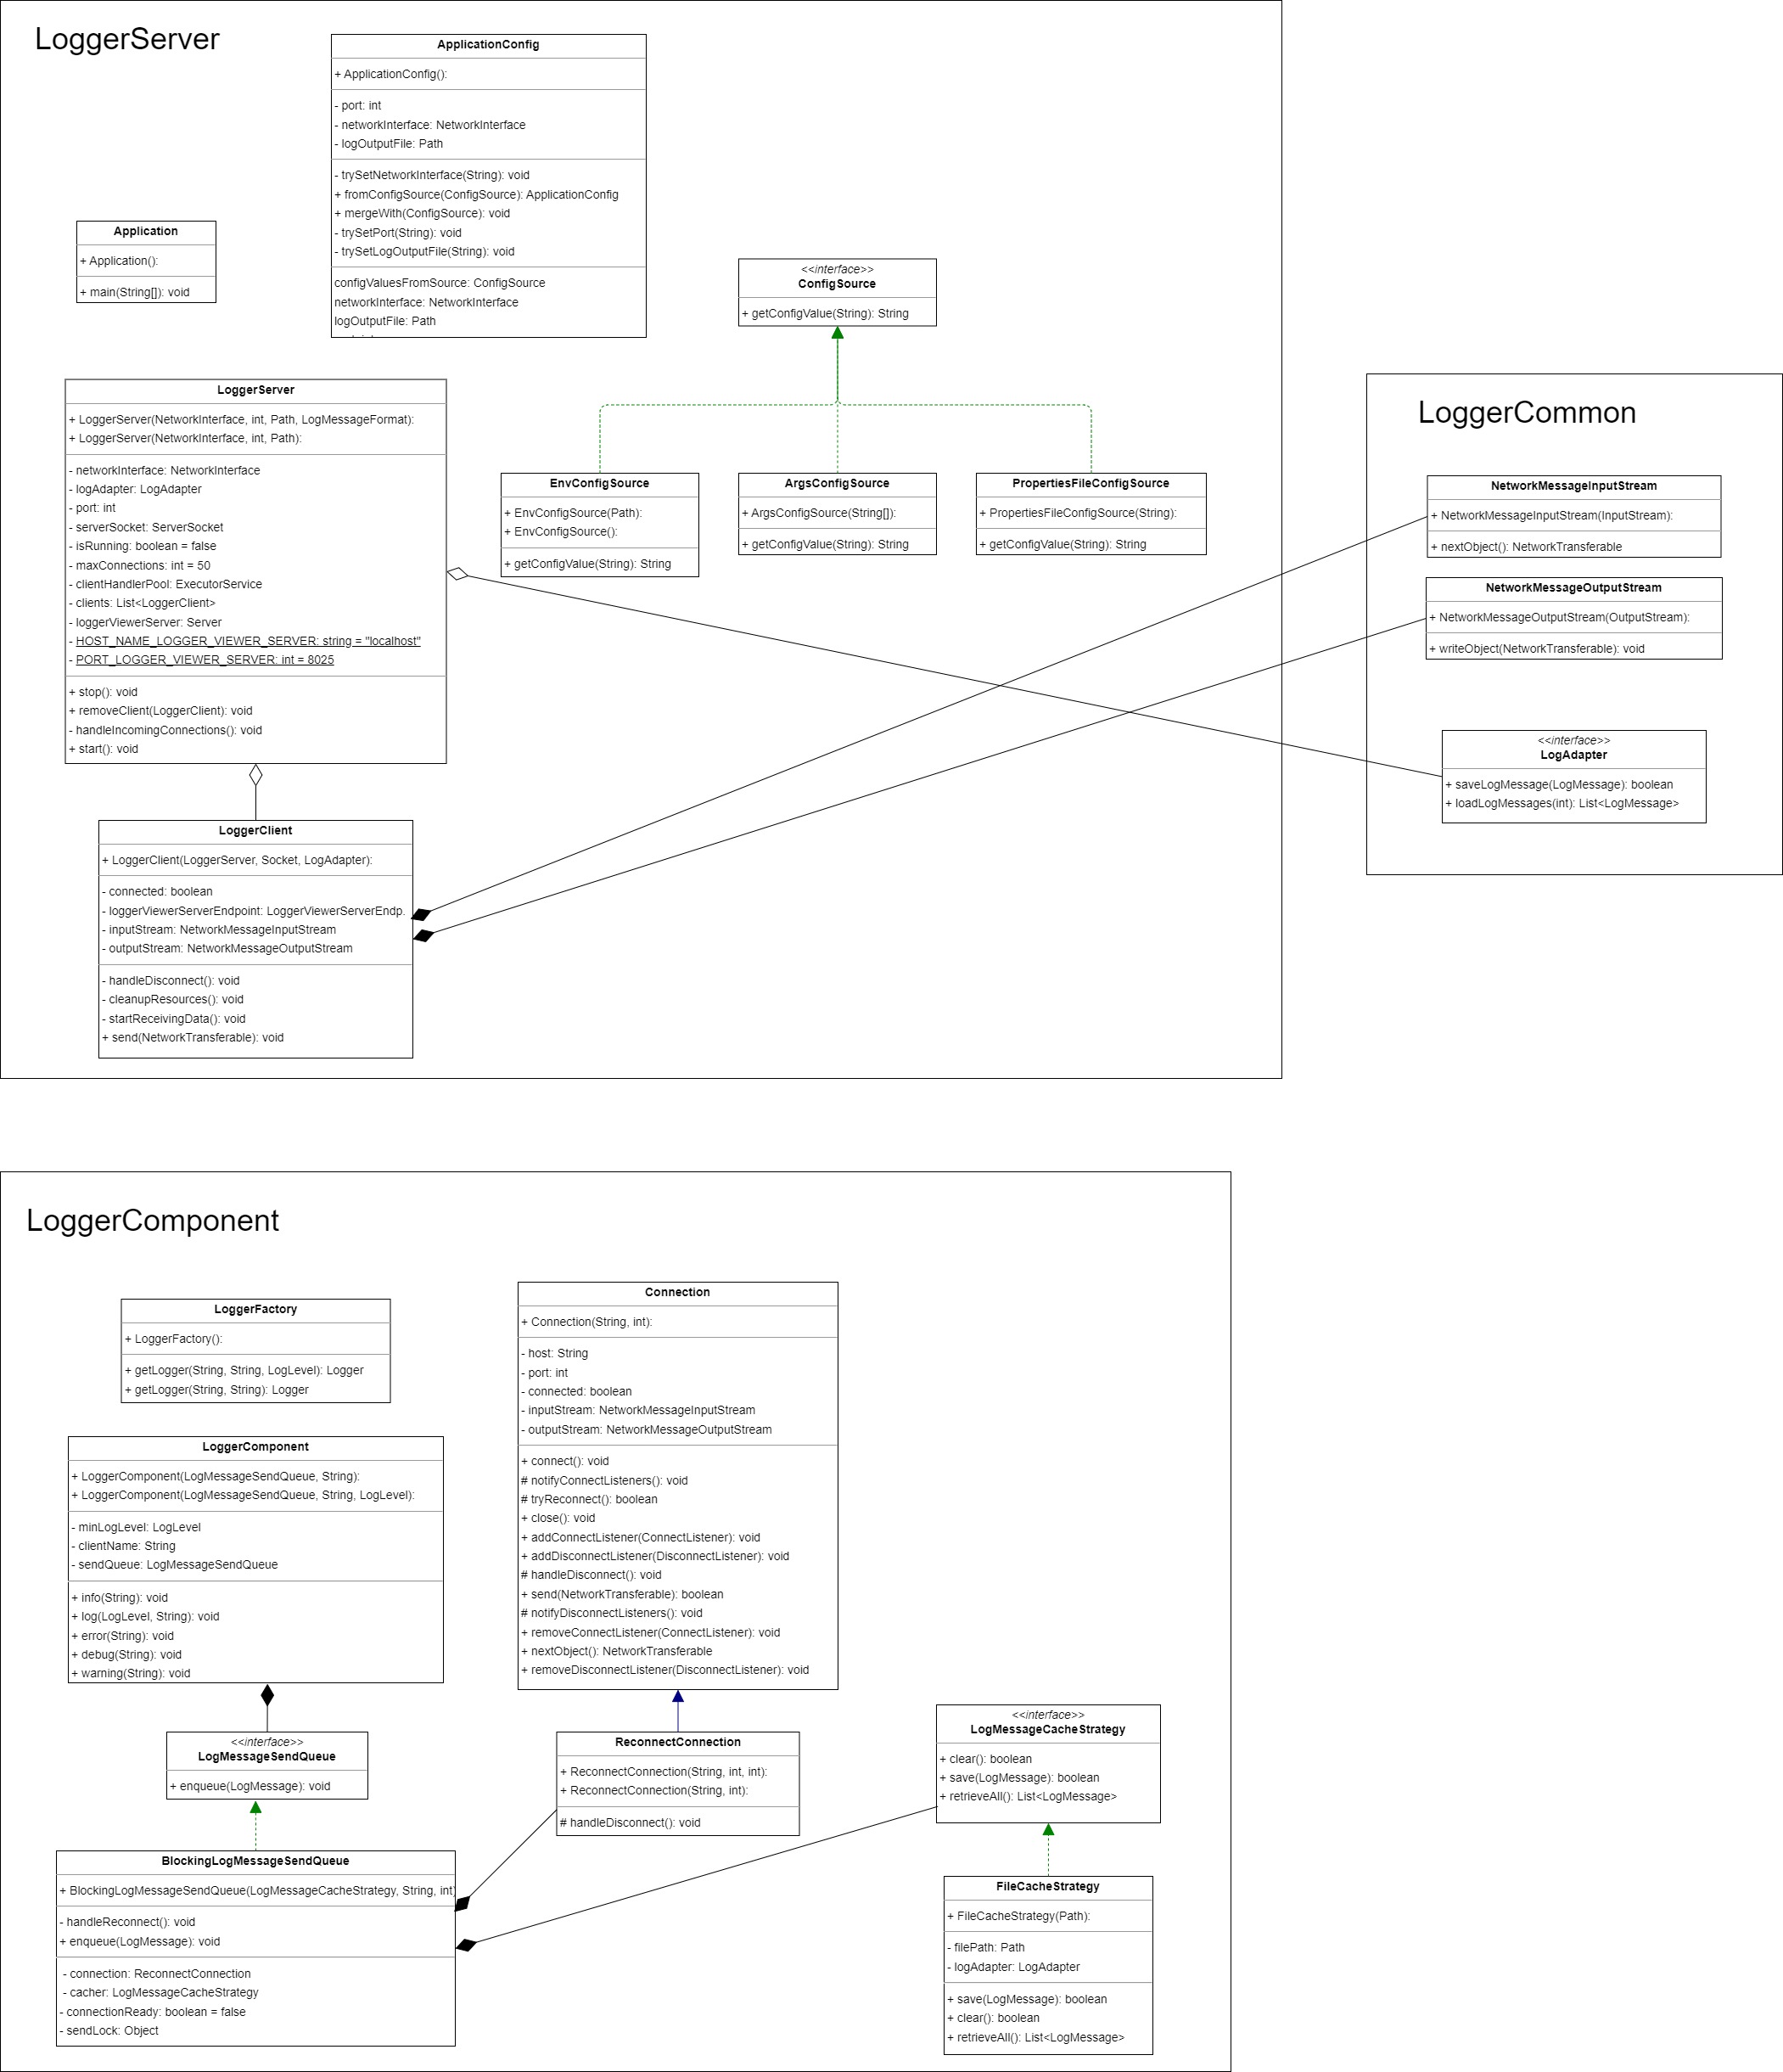 LoggerServer
ApplicationConfig
+ ApplicationConfig():
- port: int
- networkInterface: NetworkInterface
- logOutputFile: Path
- trySetNetworkInterface(String): void
+ fromConfigSource(ConfigSource): ApplicationConfig
+ mergeWith(ConfigSource): void
- trySetPort(String): void
- trySetLogOutputFile(String): void
configValuesFromSource: ConfigSource
networkInterface: NetworkInterface
logOutputFile: Path
Application
+ Application():
+ main(String[]): void
<<interface>>
ConfigSource
+ getConfigValue(String): String
LoggerServer
+ LoggerServer(NetworkInterface, int, Path, LogMessageFormat):
+ LoggerServer(NetworkInterface, int, Path):
- networkInterface: NetworkInterface
- logAdapter: LogAdapter
- port: int
- serverSocket: ServerSocket
- isRunning: boolean = false
- maxConnections: int = 50
- clientHandlerPool: ExecutorService
- clients: List<LoggerClient>
- loggerViewerServer: Server
- HOST_NAME_LOGGER_VIEWER_SERVER: string = "localhost"
- PORT_LOGGER_VIEWER_SERVER: int = 8025
+ stop(): void
+ removeClient(LoggerClient): void
- handleIncomingConnections(): void
+ start(): void
EnvConfigSource
+ EnvConfigSource(Path):
+ EnvConfigSource():
+ getConfigValue(String): String
ArgsConfigSource
+ ArgsConfigSource(String[]):
+ getConfigValue(String): String
PropertiesFileConfigSource
+ PropertiesFileConfigSource(String):
+ getConfigValue(String): String
LoggerClient
+ LoggerClient(LoggerServer, Socket, LogAdapter):
- connected: boolean
- loggerViewerServerEndpoint: LoggerViewerServerEndp.
- inputStream: NetworkMessageInputStream
- outputStream: NetworkMessageOutputStream
- handleDisconnect(): void
- cleanupResources(): void
- startReceivingData(): void
+ send(NetworkTransferable): void
LoggerCommon
NetworkMessageInputStream
+ NetworkMessageInputStream(InputStream):
+ nextObject(): NetworkTransferable
NetworkMessageOutputStream
+ NetworkMessageOutputStream(OutputStream):
+ writeObject(NetworkTransferable): void
<<interface>>
LogAdapter
+ saveLogMessage(LogMessage): boolean
+ loadLogMessages(int): List<LogMessage>
LoggerComponent
LoggerFactory
+ LoggerFactory():
+ getLogger(String, String, LogLevel): Logger
+ getLogger(String, String): Logger
LoggerComponent
+ LoggerComponent(LogMessageSendQueue, String):
+ LoggerComponent(LogMessageSendQueue, String, LogLevel):
- minLogLevel: LogLevel
- clientName: String
- sendQueue: LogMessageSendQueue
+ info(String): void
+ log(LogLevel, String): void
+ error(String): void
+ debug(String): void
+ warning(String): void
<<interface>>
LogMessageSendQueue
+ enqueue(LogMessage): void
BlockingLogMessageSendQueue
+ BlockingLogMessageSendQueue(LogMessageCacheStrategy, String, int)
- handleReconnect(): void
+ enqueue(LogMessage): void
- connection: ReconnectConnection
- cacher: LogMessageCacheStrategy
- connectionReady: boolean = false
- sendLock: Object
Connection
+ Connection(String, int):
- host: String
- port: int
- connected: boolean
- inputStream: NetworkMessageInputStream
- outputStream: NetworkMessageOutputStream
+ connect(): void
# notifyConnectListeners(): void
# tryReconnect(): boolean
+ close(): void
+ addConnectListener(ConnectListener): void
+ addDisconnectListener(DisconnectListener): void
# handleDisconnect(): void
+ send(NetworkTransferable): boolean
# notifyDisconnectListeners(): void
+ removeConnectListener(ConnectListener): void
+ nextObject(): NetworkTransferable
+ removeDisconnectListener(DisconnectListener): void
ReconnectConnection
+ ReconnectConnection(String, int, int):
+ ReconnectConnection(String, int):
# handleDisconnect(): void
<<interface>>
LogMessageCacheStrategy
+ clear(): boolean
+ save(LogMessage): boolean
+ retrieveAll(): List<LogMessage>
FileCacheStrategy
+ FileCacheStrategy(Path):
- filePath: Path
- logAdapter: LogAdapter
+ save(LogMessage): boolean
+ clear(): boolean
+ retrieveAll(): List<LogMessage>